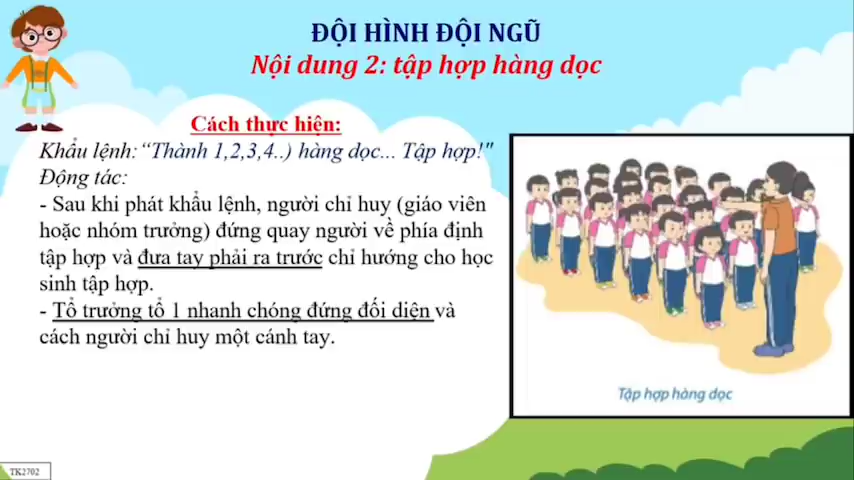 ĐỘI HÌNH ĐỘI NGŨ
Nội dung 2: tập hợp hàng dọc
Cách thực hiện:
Khẩu lệnh:“Thành 1,2,3,4..) hàng dọc... Tập hợp!"
Động tác:
- Sau khi phát khẩu lệnh, người chỉ huy (giáo viên
hoặc nhóm trưởng) đứng quay người về phía định
tập hợp và đưa tay phải ra trước chỉ hướng cho học
sinh tập hợp.
- Tổ trưởng tổ 1 nhanh chóng đứng đối diện và
cách người chỉ huy một cánh tay.
Tập hợp hàng dọc
TK2702